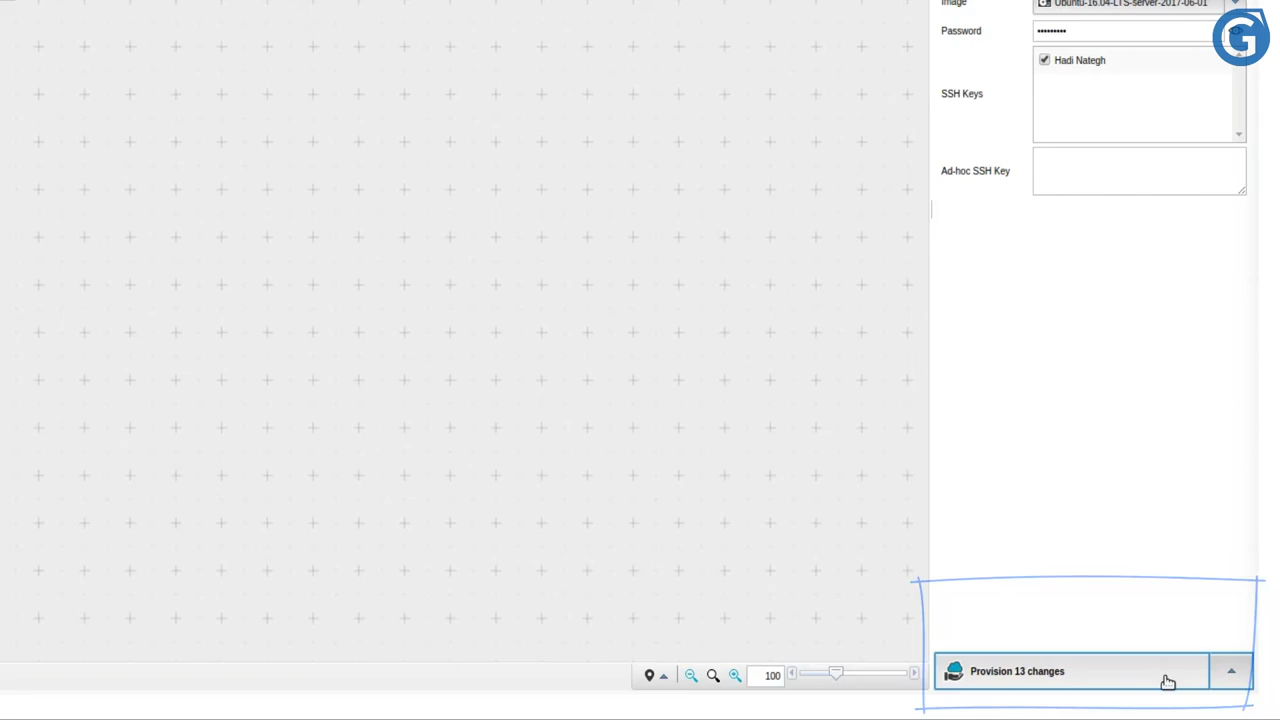 Image Ubuntu-16.04-LTS-server-2017-06-01
Password •••••••••
Hadi Nategh
SSH Keys
Ad-hoc SSH Key
100
Provision 13 changes
G